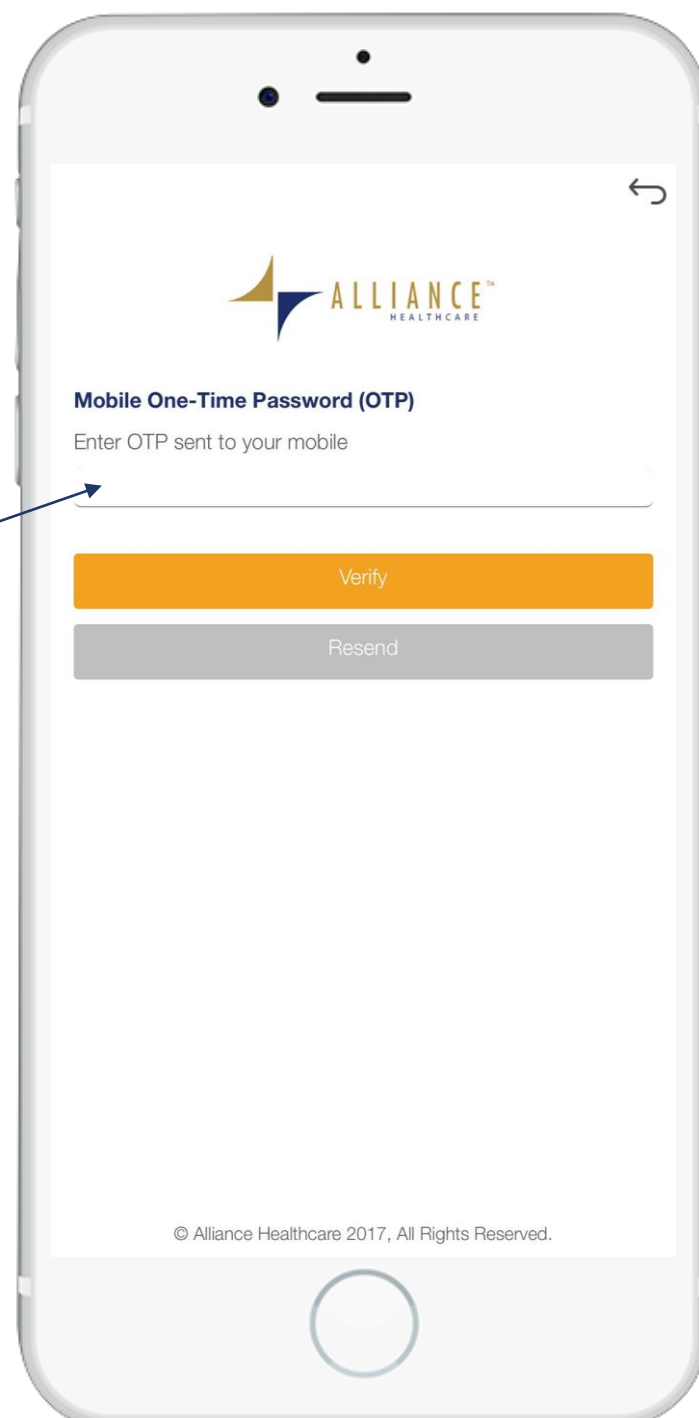 ALLIANCE™
HEALTHCARE
Mobile One-Time Password (OTP)
Enter OTP sent to your mobile
Verify
Resend
© Alliance Healthcare 2017, All Rights Reserved.